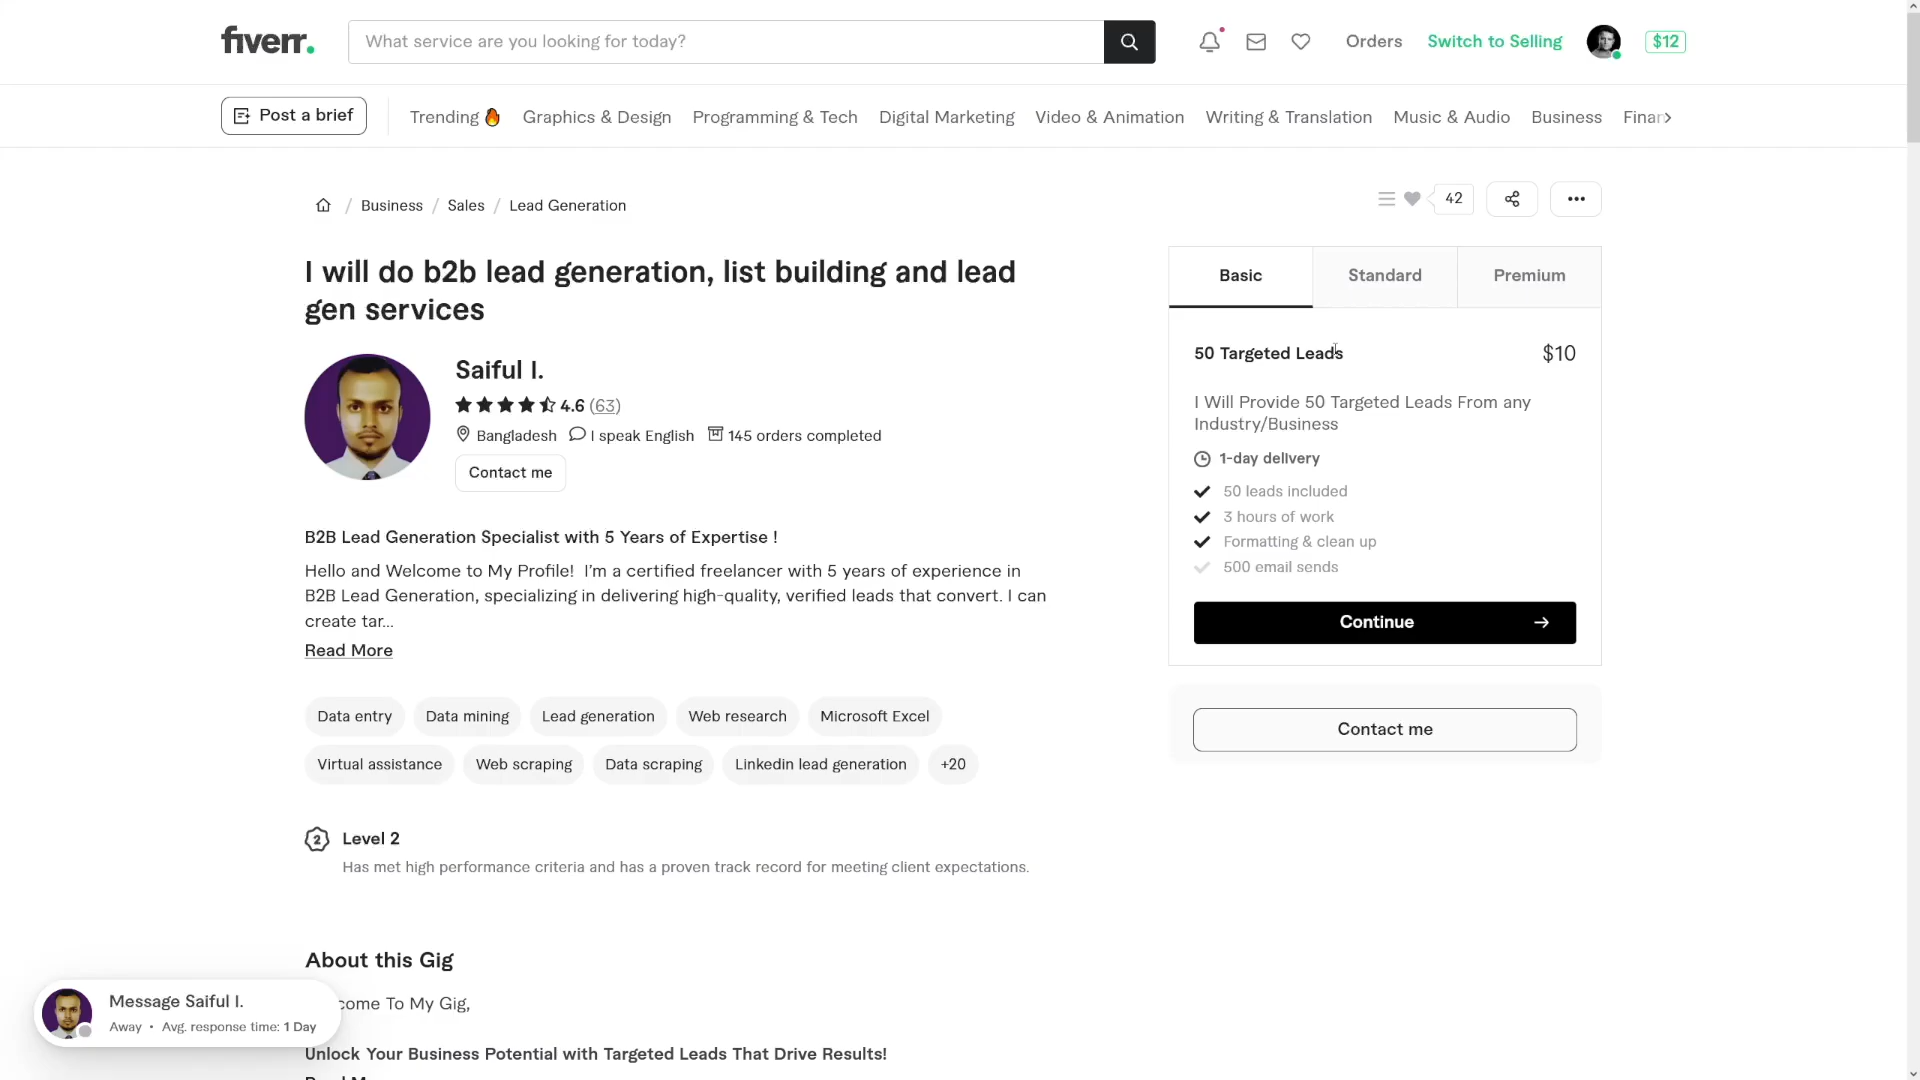 fiverr.
What service are you looking for today?
Orders
Switch to Selling
$12
Post a brief
Trending
Graphics & Design
Programming & Tech
Digital Marketing
Video & Animation
Writing & Translation
Music & Audio
Business
Finan
/ Business / Sales / Lead Generation
42
I will do b2b lead generation, list building and lead
gen services
Saiful I.
4.6 (63)
Bangladesh
I speak English
145 orders completed
Contact me
B2B Lead Generation Specialist with 5 Years of Expertise !
Hello and Welcome to My Profile! I'm a certified freelancer with 5 years of experience in
B2B Lead Generation, specializing in delivering high-quality, verified leads that convert. I can
create tar...
Read More
Data entry
Data mining
Lead generation
Web research
Microsoft Excel
Virtual assistance
Web scraping
Data scraping
Linkedin lead generation
+20
2
Level 2
Has met high performance criteria and has a proven track record for meeting client expectations.
Basic
Standard
Premium
50 Targeted Leads
$10
I Will Provide 50 Targeted Leads From any
Industry/Business
1-day delivery
50 leads included
3 hours of work
Formatting & clean up
500 email sends
Continue
Contact me
About this Gig
come To My Gig,
Unlock Your Business Potential with Targeted Leads That Drive Results!
Message Saiful I.
Away • Avg. response time: 1 Day